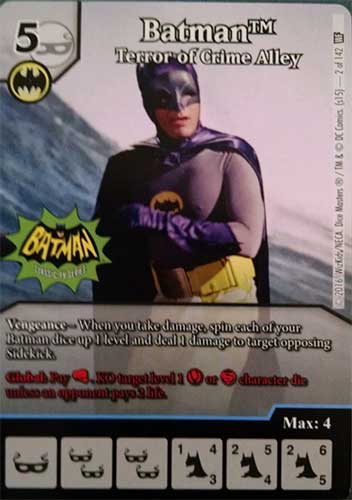 5
Batman™
Terror of Crime Alley
BATMAN
CLASSIC TV SERIES
Vengeance – When you take damage, spin each of your
Batman dice up 1 level and deal 1 damage to target opposing
Sidekick.
Global: Pay . KO target level 1 or character die
unless an opponent pays 2 life.
Max: 4
1 4
3
2 5
4
2 6
5
© 2016 WizKids/NECA. Dice Masters ® / TM & © DC Comics. (s15) — 2 of 142